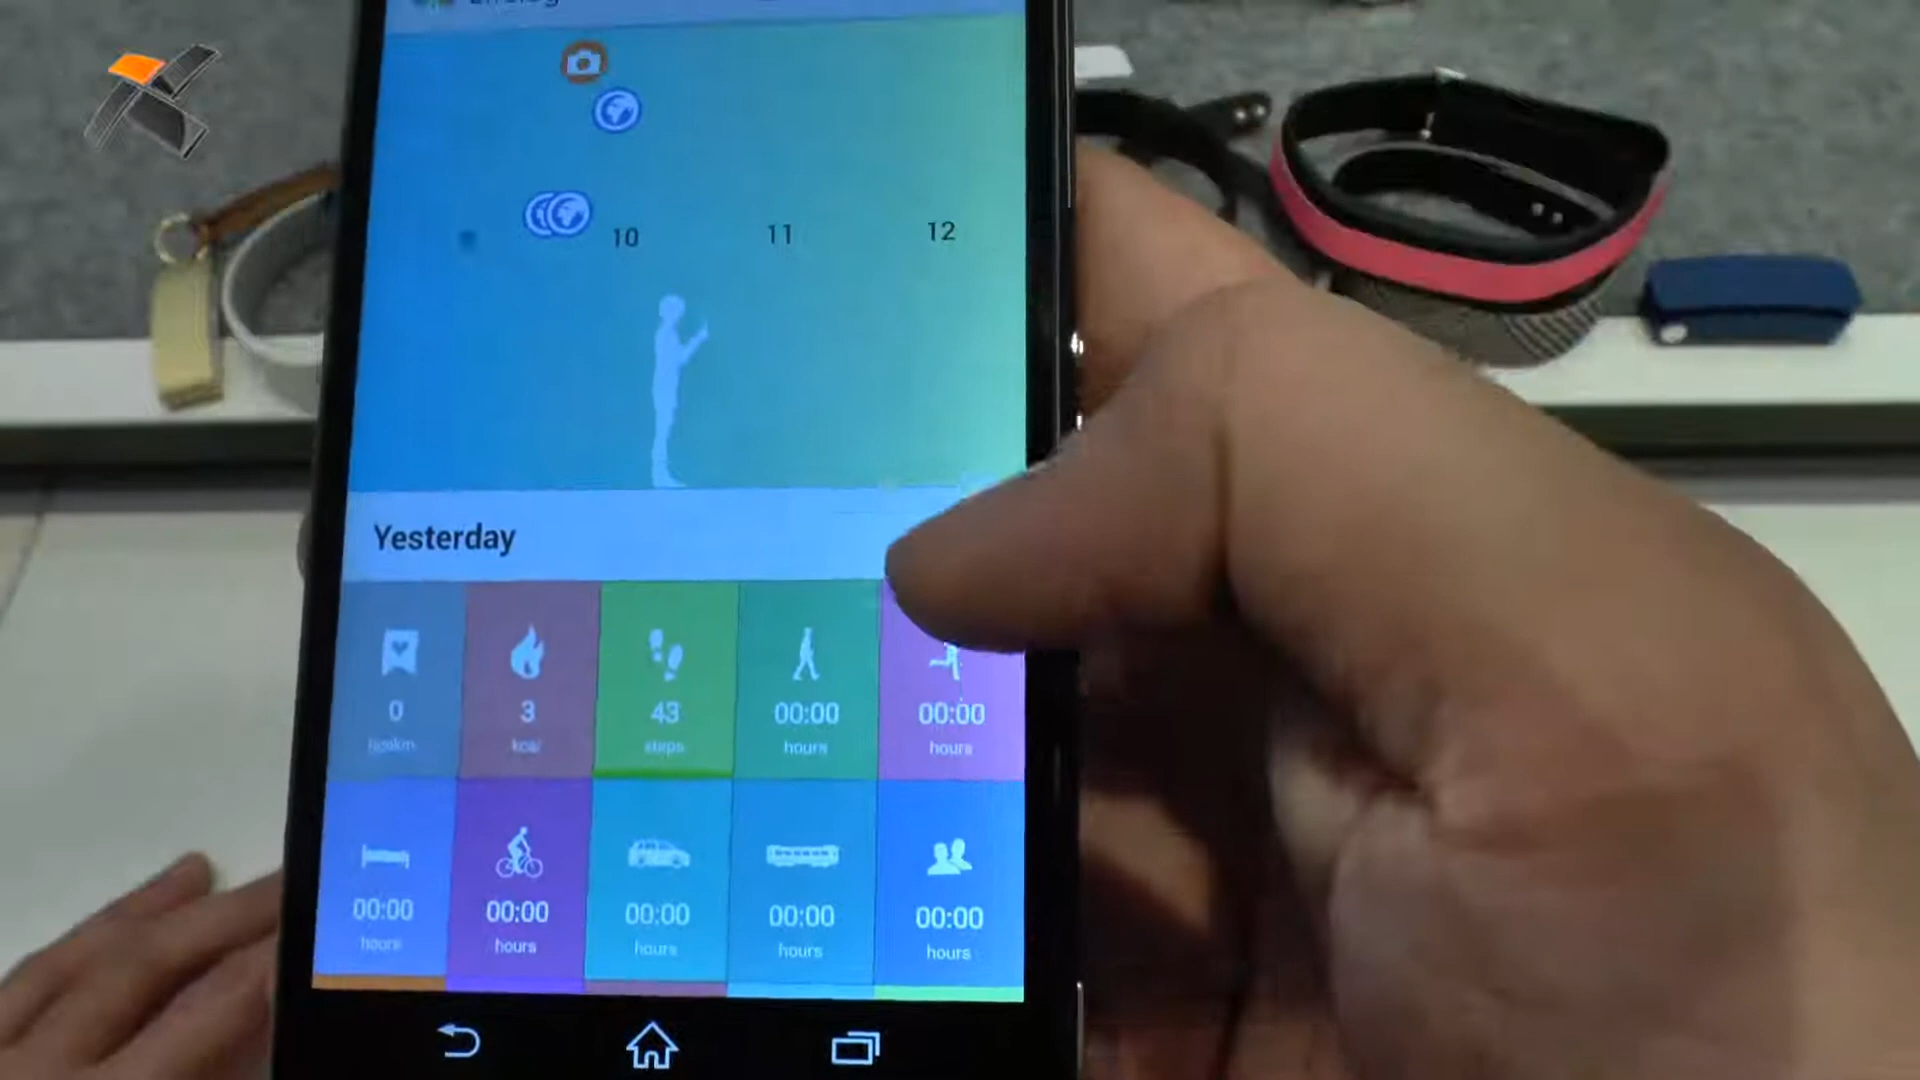 Lifelog
10 11 12
Yesterday
0 3 43 00:00 00:00
kcal steps hours hours
00:00 00:00 00:00 00:00 00:00
hours hours hours hours hours